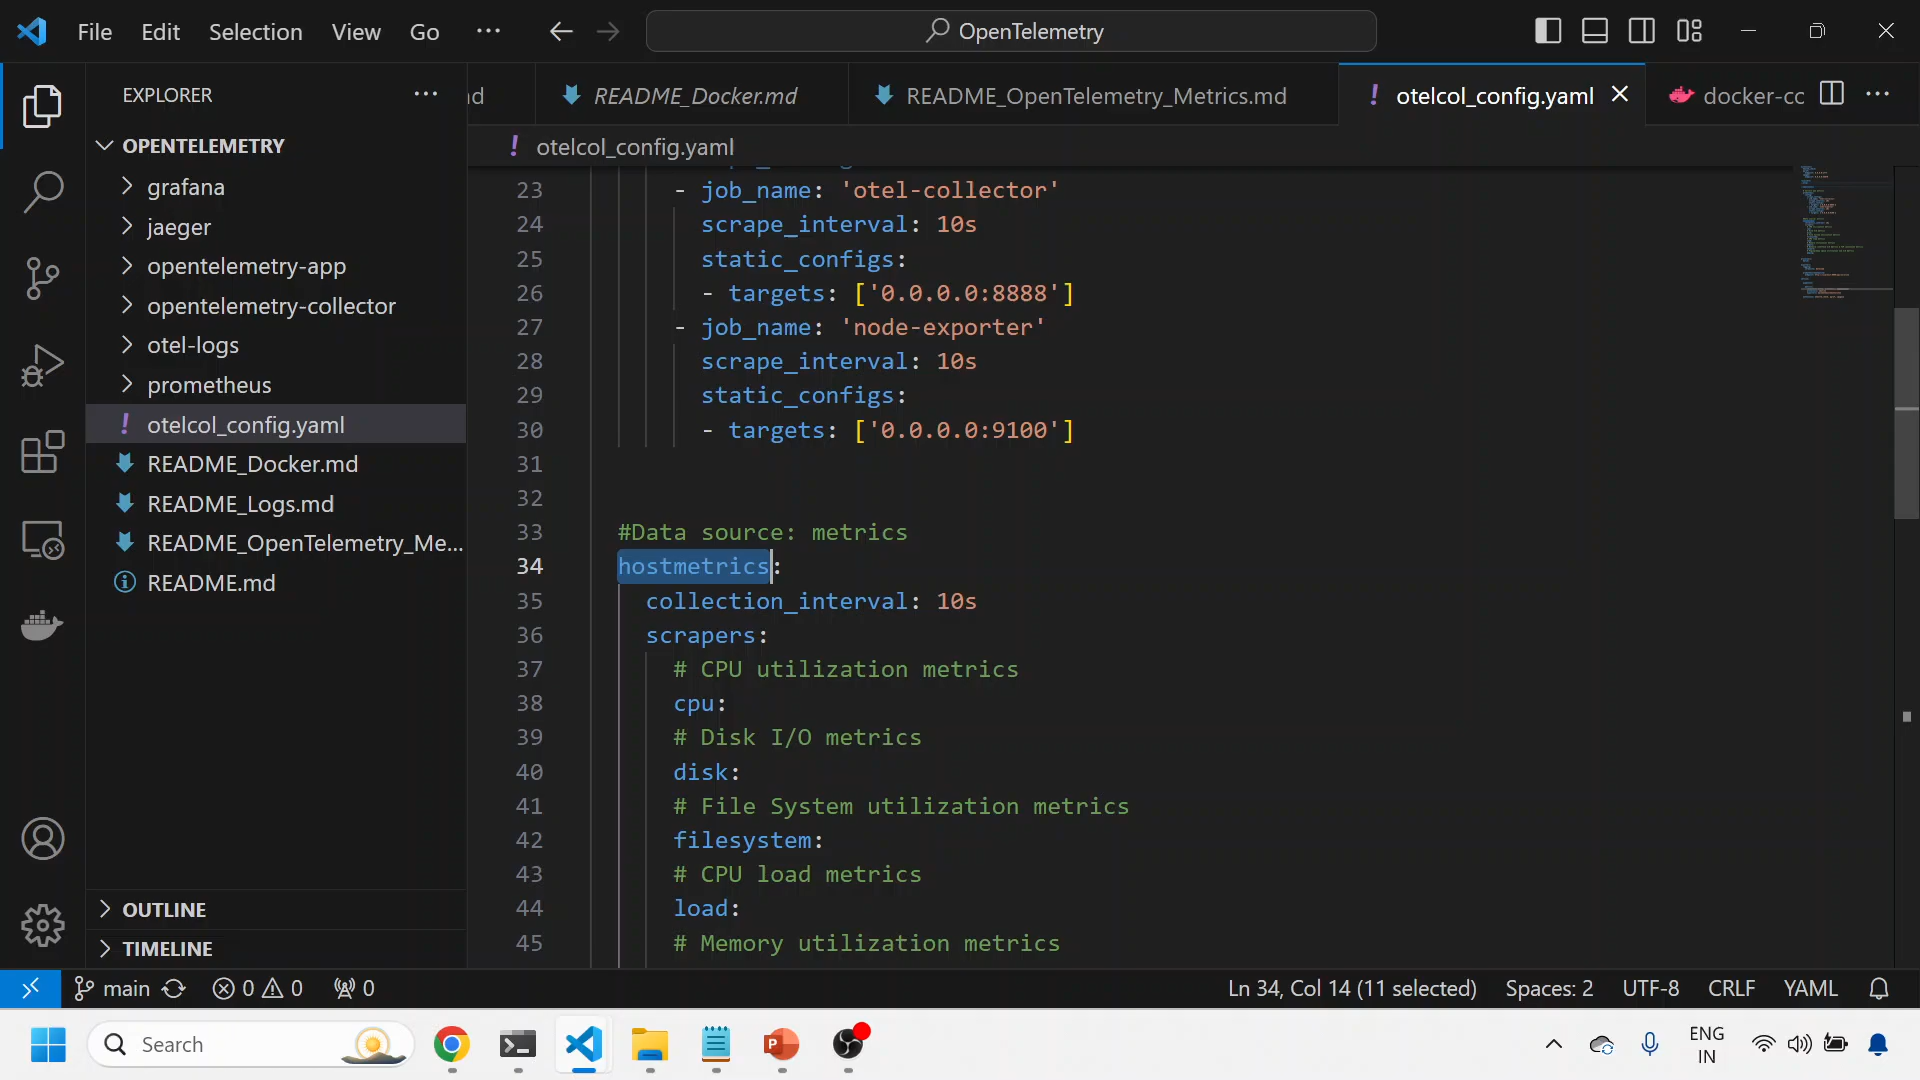 File Edit Selection View Go ··· OpenTelemetry
EXPLORER ···
OPENTELEMETRY
grafana
jaeger
opentelemetry-app
opentelemetry-collector
otel-logs
prometheus
otelcol_config.yaml
README_Docker.md
README_Logs.md
README_OpenTelemetry_Me...
README.md
OUTLINE
TIMELINE
README_Docker.md README_OpenTelemetry_Metrics.md ! otelcol_config.yaml docker-cc ···
! otelcol_config.yaml
23 - job_name: 'otel-collector'
24 scrape_interval: 10s
25 static_configs:
26 - targets: ['0.0.0.0:8888']
27 - job_name: 'node-exporter'
28 scrape_interval: 10s
29 static_configs:
30 - targets: ['0.0.0.0:9100']
31
32
33 #Data source: metrics
34 hostmetrics:
35 collection_interval: 10s
36 scrapers:
37 # CPU utilization metrics
38 cpu:
39 # Disk I/O metrics
40 disk:
41 # File System utilization metrics
42 filesystem:
43 # CPU load metrics
44 load:
45 # Memory utilization metrics
main 0 0 0 Ln 34, Col 14 (11 selected) Spaces: 2 UTF-8 CRLF YAML
Search ENG
IN